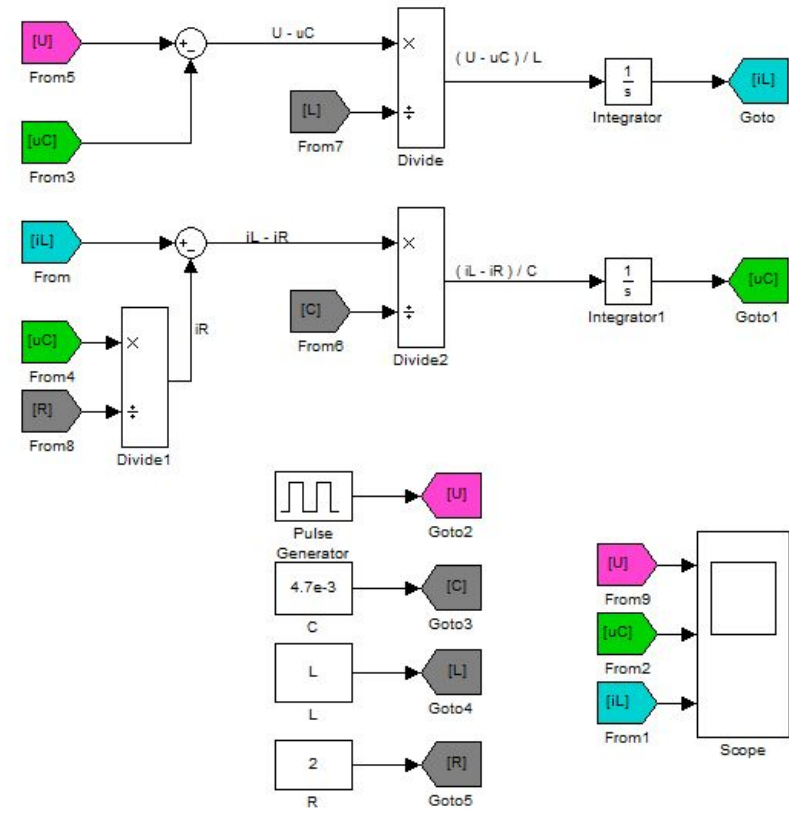 [U]
From5
+
-
U - uC
×
÷
Divide
( U - uC ) / L
1
s
Integrator
[iL]
Goto
[uC]
From3
[L]
From7
[iL]
From
+
-
iL - iR
×
÷
Divide2
( iL - iR ) / C
1
s
Integrator1
[uC]
Goto1
[C]
From6
[uC]
From4
[R]
From8
×
÷
Divide1
iR
Pulse
Generator
[U]
Goto2
4.7e-3
C
[C]
Goto3
L
L
[L]
Goto4
2
R
[R]
Goto5
[U]
From9
[uC]
From2
[iL]
From1
Scope